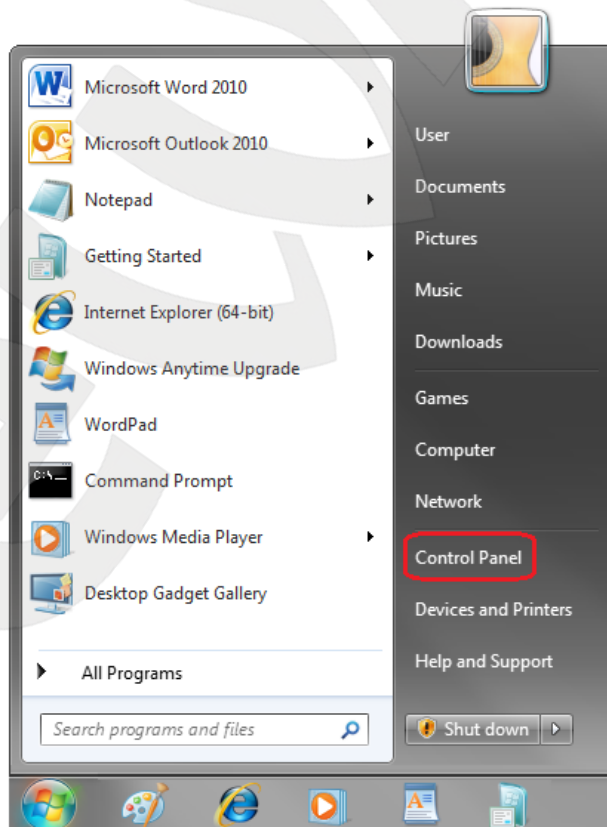 Microsoft Word 2010
Microsoft Outlook 2010
Notepad
Getting Started
Internet Explorer (64-bit)
Windows Anytime Upgrade
WordPad
C:\_
Command Prompt
Windows Media Player
Desktop Gadget Gallery
All Programs
Search programs and files
User
Documents
Pictures
Music
Downloads
Games
Computer
Network
Control Panel
Devices and Printers
Help and Support
Shut down